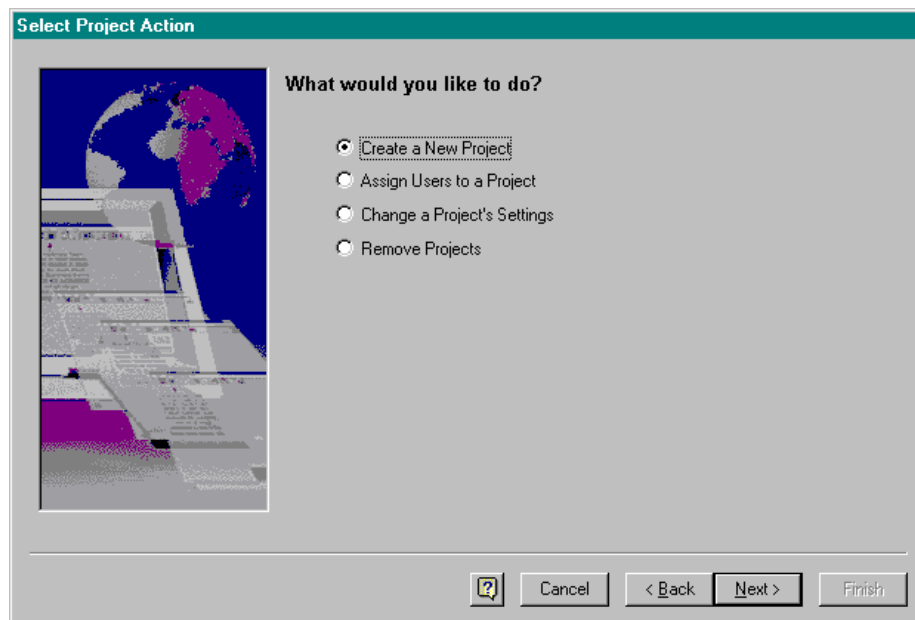 Select Project Action
What would you like to do?
Create a New Project
Assign Users to a Project
Change a Project's Settings
Remove Projects
Cancel
< Back
Next >
Finish